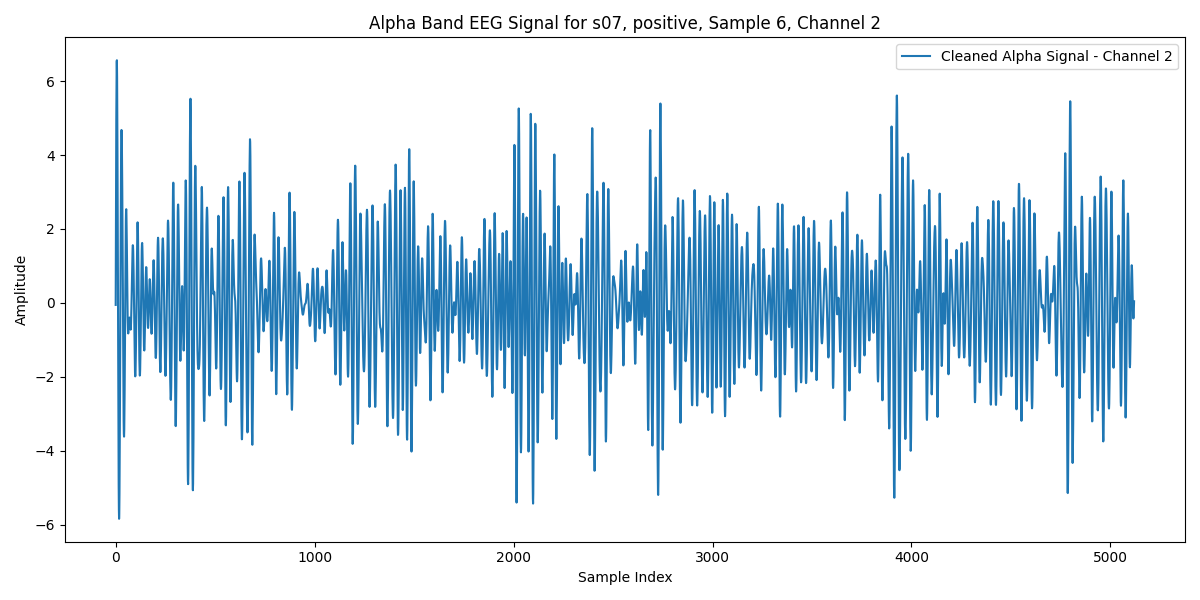 Alpha Band EEG Signal for s07, positive, Sample 6, Channel 2
Cleaned Alpha Signal - Channel 2
6
4
2
0
−2
−4
−6
Amplitude
0 1000 2000 3000 4000 5000
Sample Index